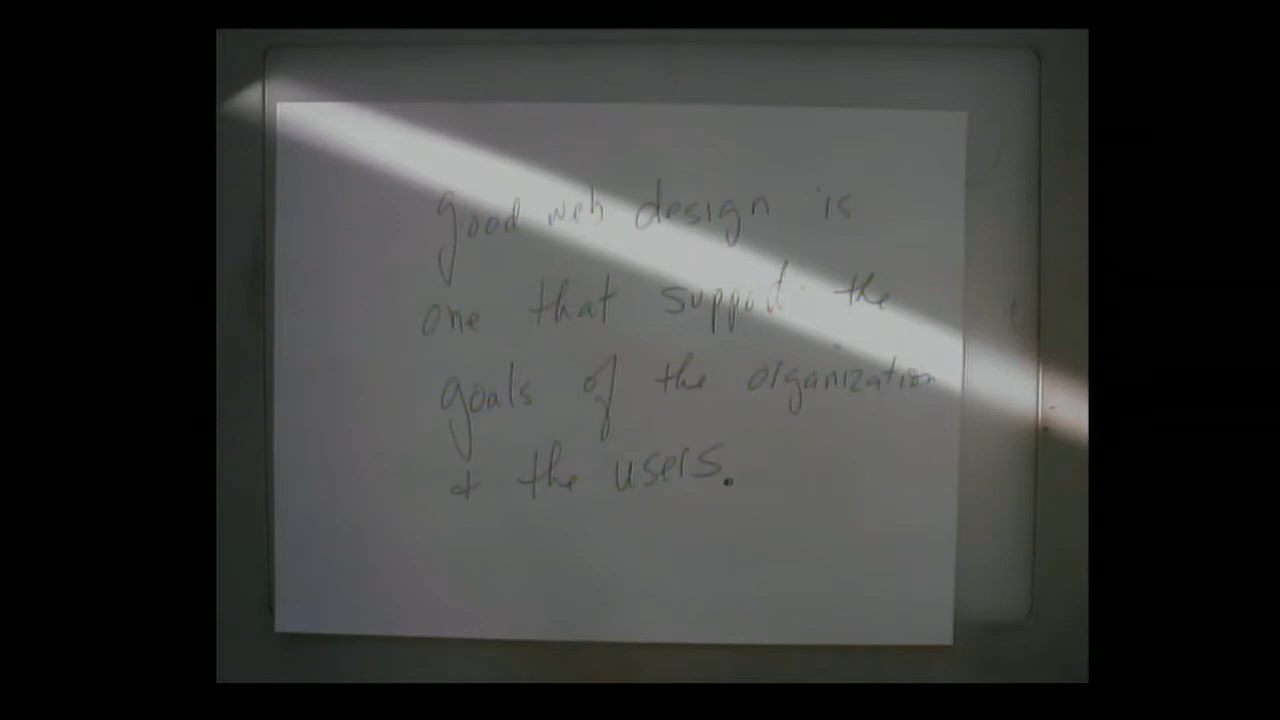 good web design is
one that support the
goals of the organization
+ the users.